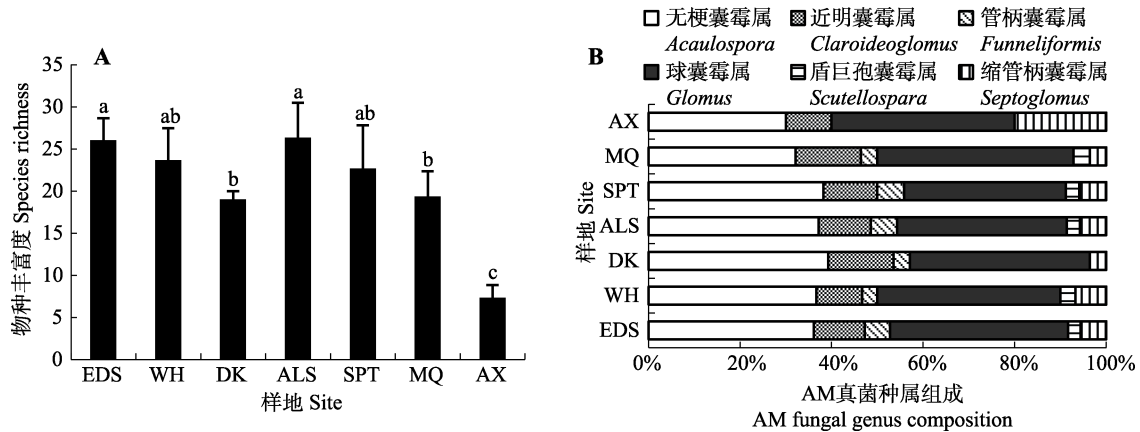 A
物种丰富度 Species richness
35
30
25
20
15
10
5
0
a
ab
b
a
ab
b
c
EDS WH DK ALS SPT MQ AX
样地 Site
B
无梗囊霉属 近明囊霉属 管柄囊霉属
Acaulospora Claroideoglomus Funneliformis
球囊霉属 盾巨孢囊霉属 缩管柄囊霉属
Glomus Scutellospara Septoglomus
样地 Site
AX
MQ
SPT
ALS
DK
WH
EDS
0% 20% 40% 60% 80% 100%
AM真菌种属组成
AM fungal genus composition